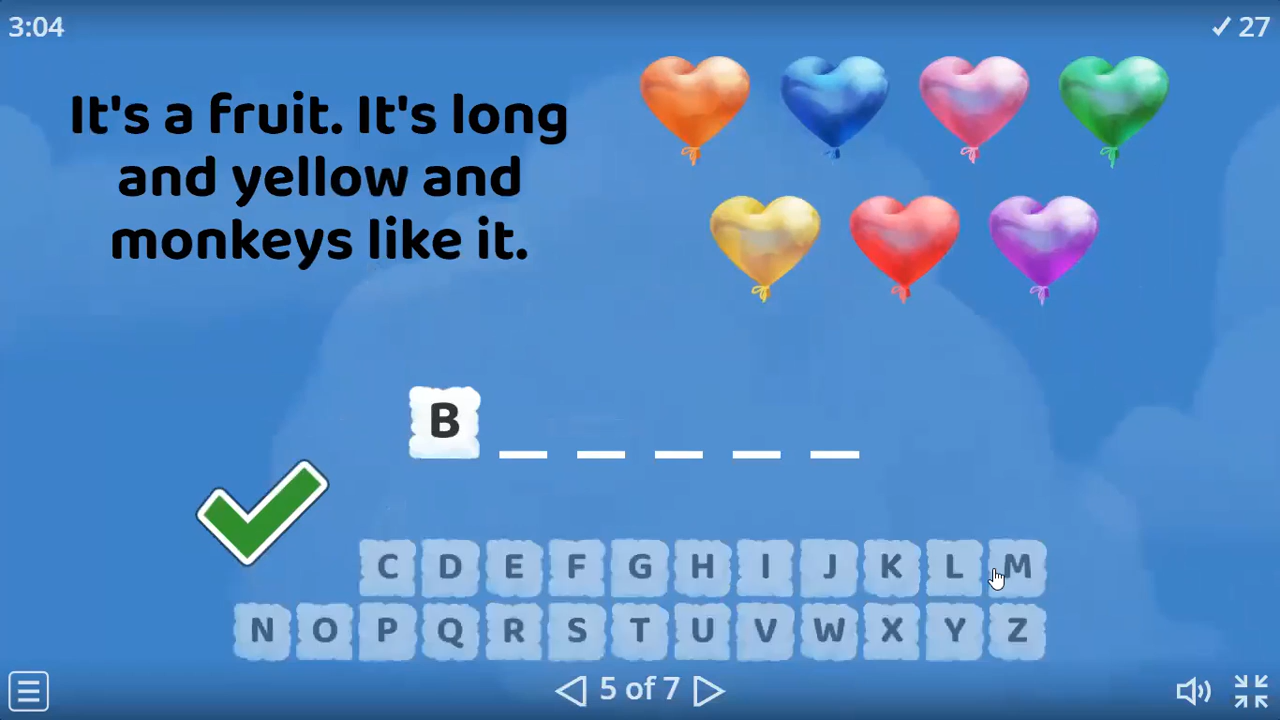 3:04
✓ 27
It's a fruit. It's long
and yellow and
monkeys like it.
B _ _ _ _ _
C D E F G H I J K L M
N O P Q R S T U V W X Y Z
5 of 7